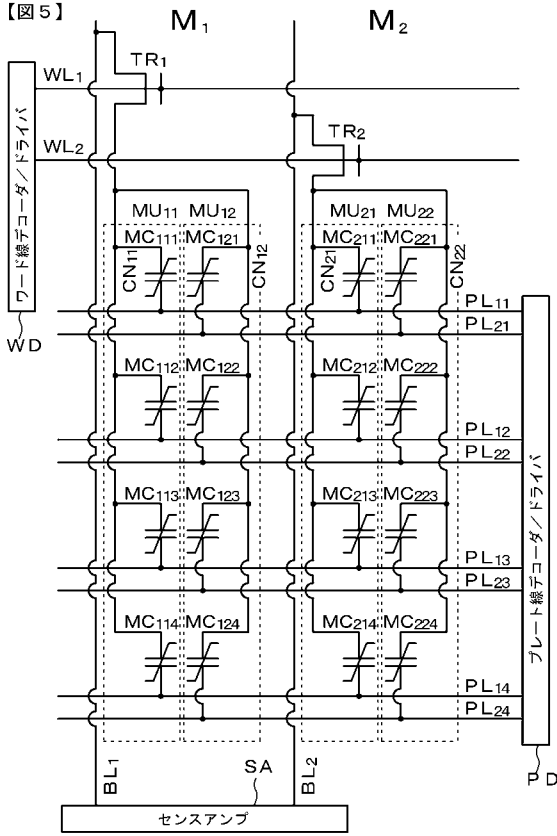 【図5】
M1 M2
TR1
WL1
TR2
WL2
ワード線デコーダ/ドライバ
WD
MU11 MU12 MU21 MU22
MC111 MC121 MC211 MC221
CN11 CN12 CN21 CN22
PL11
PL21
MC112 MC122 MC212 MC222
PL12
PL22
MC113 MC123 MC213 MC223
PL13
PL23
MC114 MC124 MC214 MC224
PL14
PL24
プレート線デコーダ/ドライバ
PD
BL1 SA BL2
センスアンプ